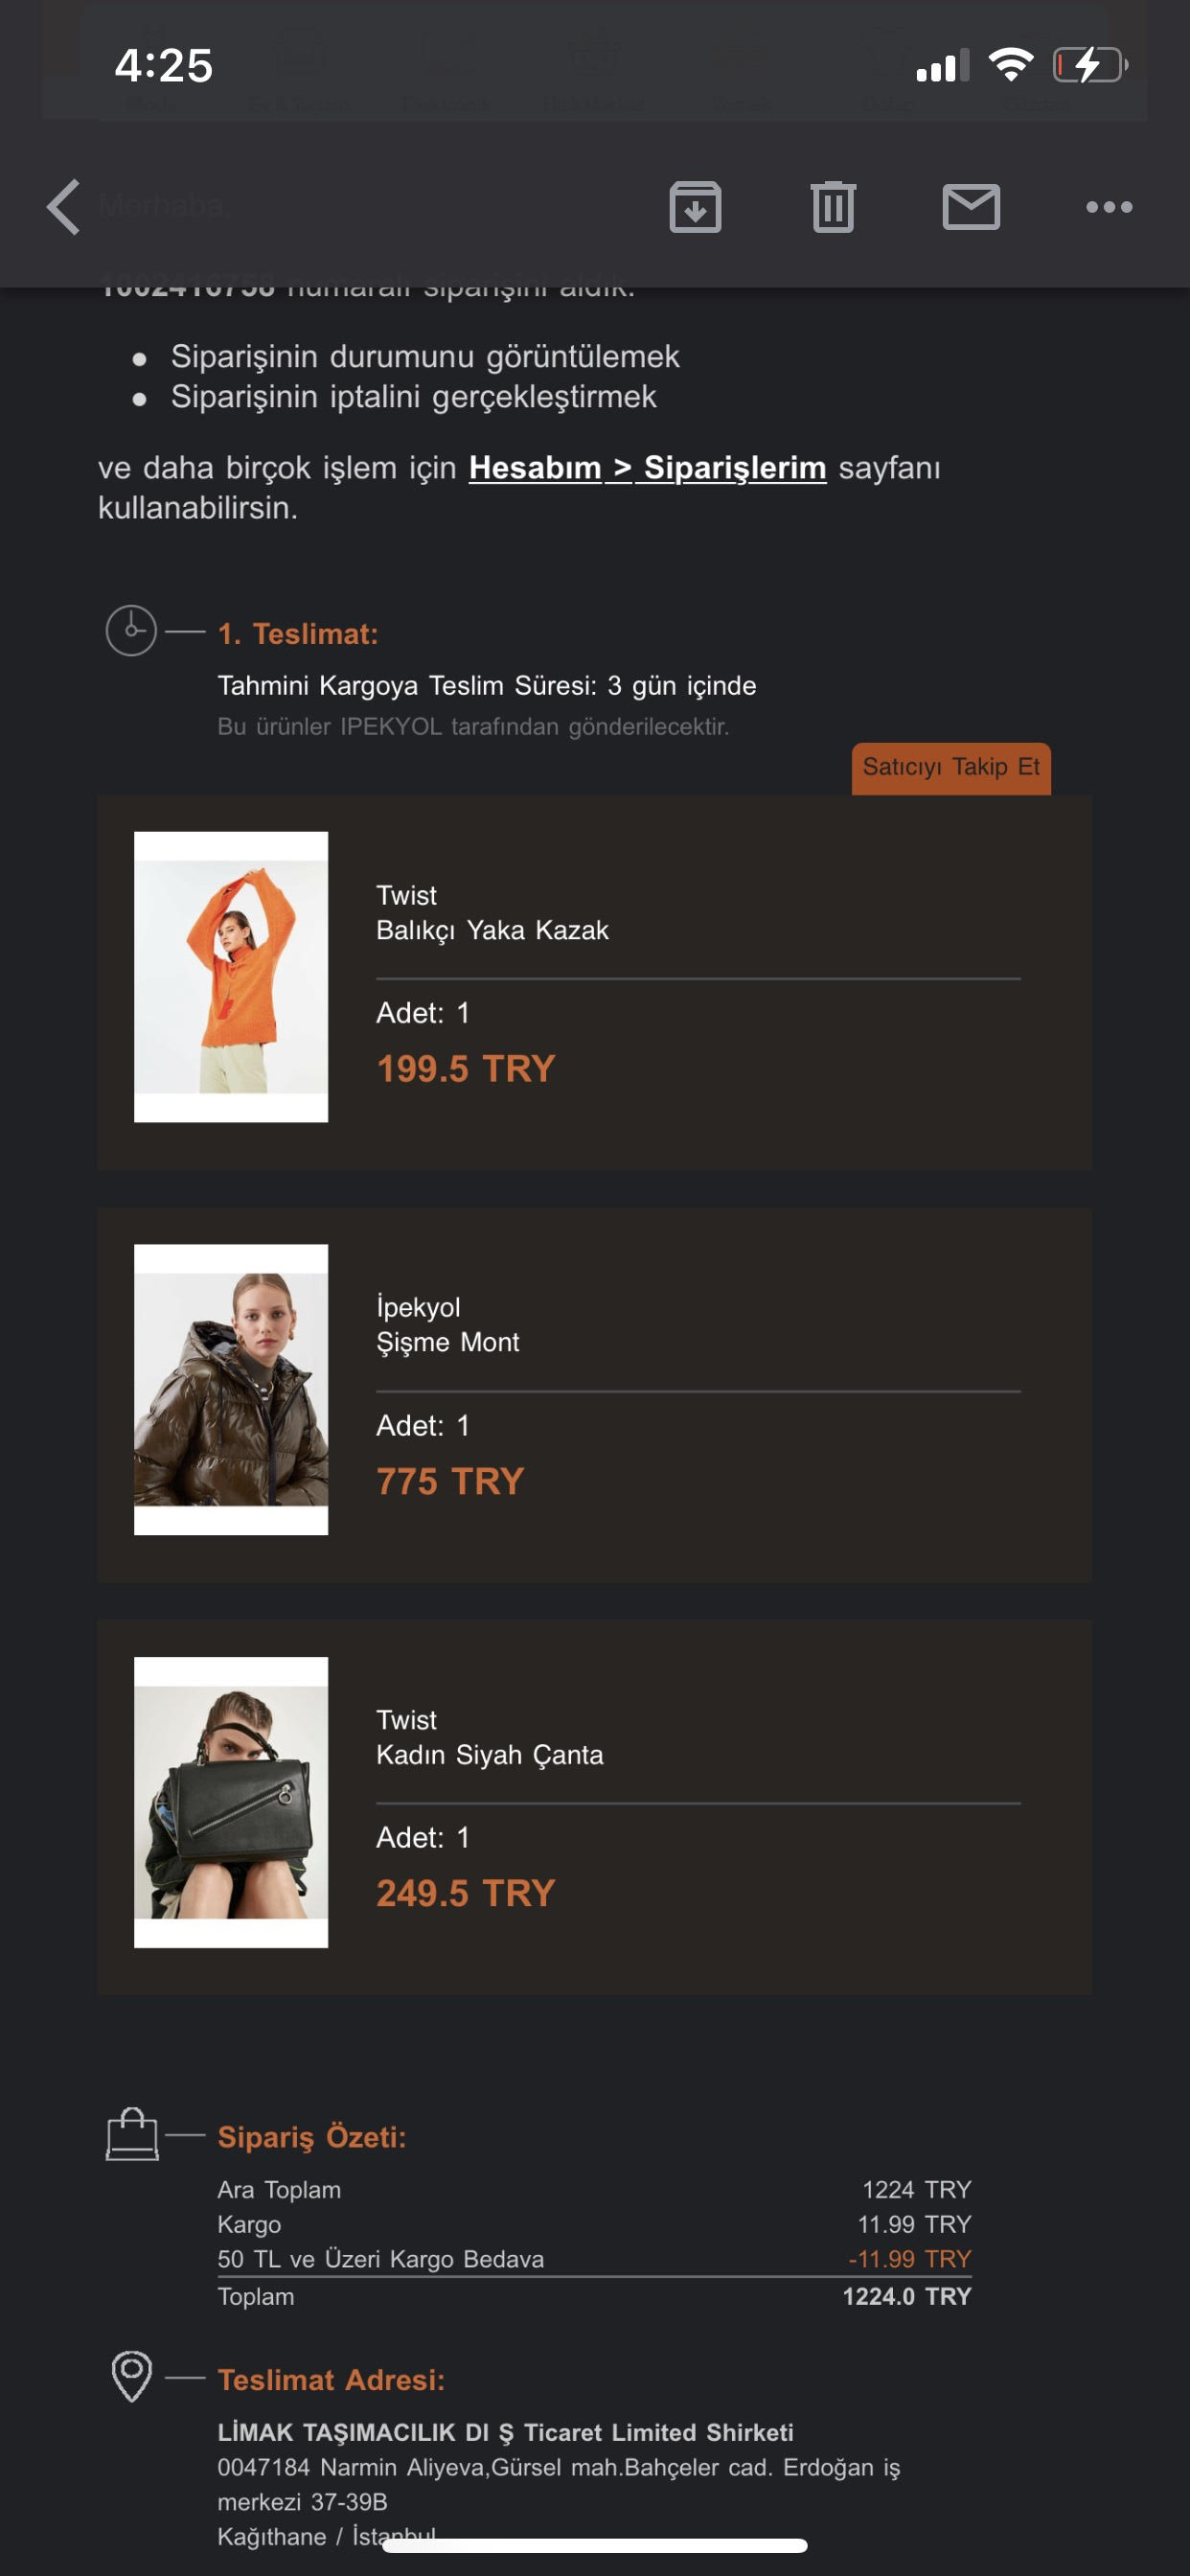 4:25
Merhaba,
1002416758 numaralı siparişini aldık.
Siparişinin durumunu görüntülemek
Siparişinin iptalini gerçekleştirmek
ve daha birçok işlem için Hesabım > Siparişlerim sayfanı
kullanabilirsin.
1. Teslimat:
Tahmini Kargoya Teslim Süresi: 3 gün içinde
Bu ürünler IPEKYOL tarafından gönderilecektir.
Satıcıyı Takip Et
Twist
Balıkçı Yaka Kazak
Adet: 1
199.5 TRY
İpekyol
Şişme Mont
Adet: 1
775 TRY
Twist
Kadın Siyah Çanta
Adet: 1
249.5 TRY
Sipariş Özeti:
Ara Toplam 1224 TRY
Kargo 11.99 TRY
50 TL ve Üzeri Kargo Bedava -11.99 TRY
Toplam 1224.0 TRY
Teslimat Adresi:
LİMAK TAŞIMACILIK DI Ş Ticaret Limited Shirketi
0047184 Narmin Aliyeva,Gürsel mah.Bahçeler cad. Erdoğan iş
merkezi 37-39B
Kağıthane / İstanbul